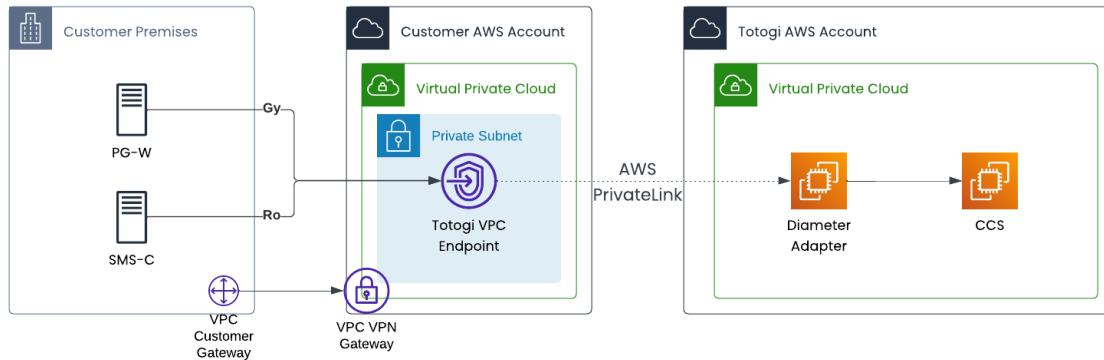 Customer Premises
Customer AWS Account
Totogi AWS Account
Virtual Private Cloud
Virtual Private Cloud
Private Subnet
Gy
PG-W
AWS
PrivateLink
Ro
SMS-C
Totogi VPC
Endpoint
Diameter
Adapter
CCS
VPC
Customer
Gateway
VPC VPN
Gateway